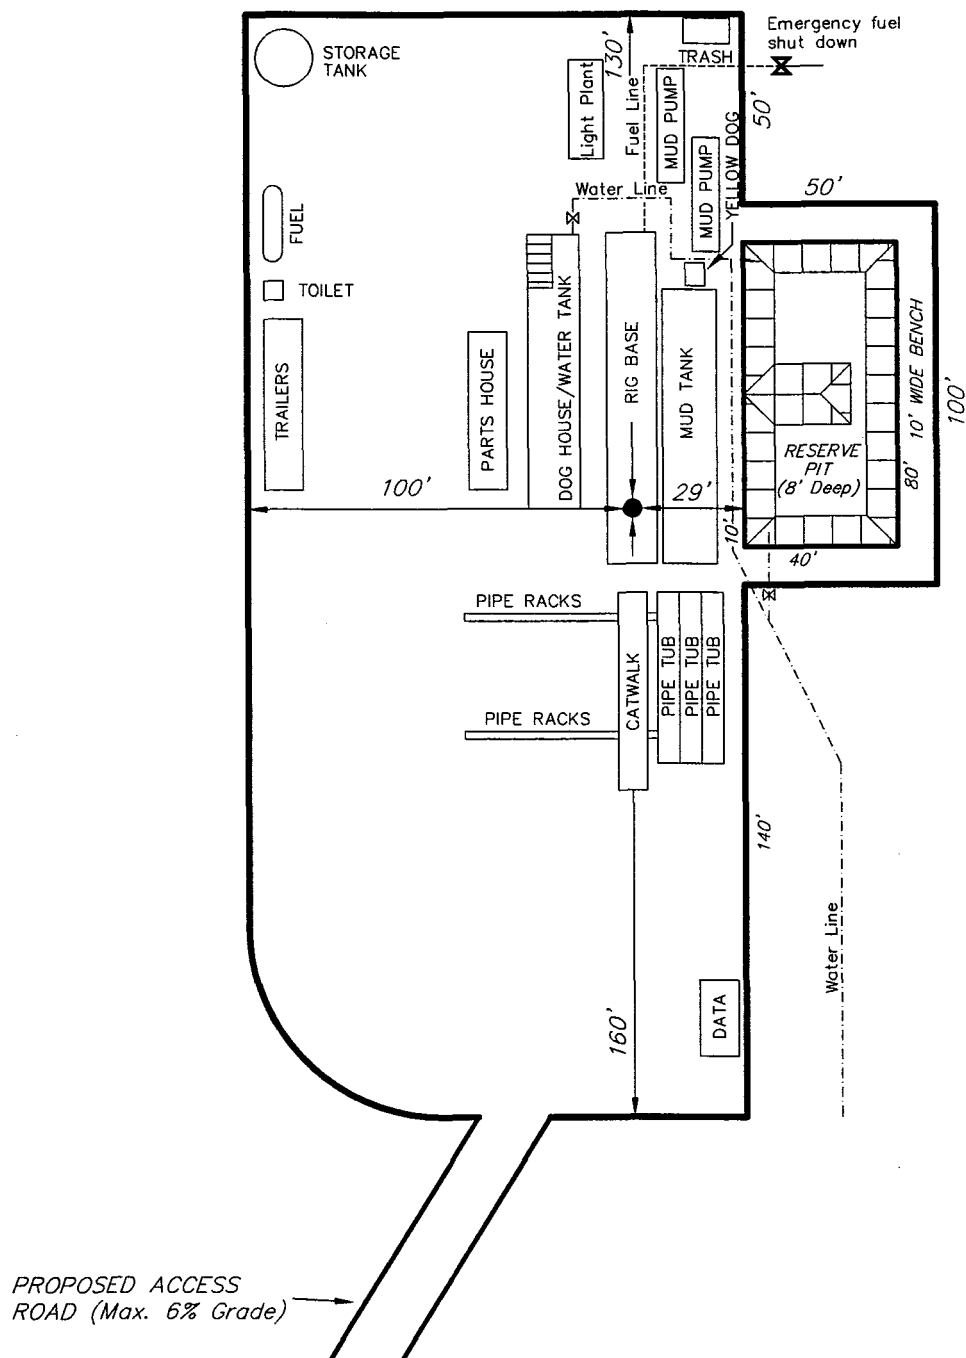 Emergency fuel
shut down
STORAGE
TANK
130'
TRASH
Light Plant
Fuel Line
MUD PUMP
50'
MUD PUMP
YELLOW DOG
Water Line
50'
FUEL
TOILET
TRAILERS
PARTS HOUSE
DOG HOUSE/WATER TANK
RIG BASE
MUD TANK
RESERVE
PIT
(8' Deep)
80'
10' WIDE BENCH
100'
100'
29'
10'
40'
PIPE RACKS
CATWALK
PIPE TUB
PIPE TUB
PIPE TUB
PIPE RACKS
140'
Water Line
DATA
160'
PROPOSED ACCESS
ROAD (Max. 6% Grade)